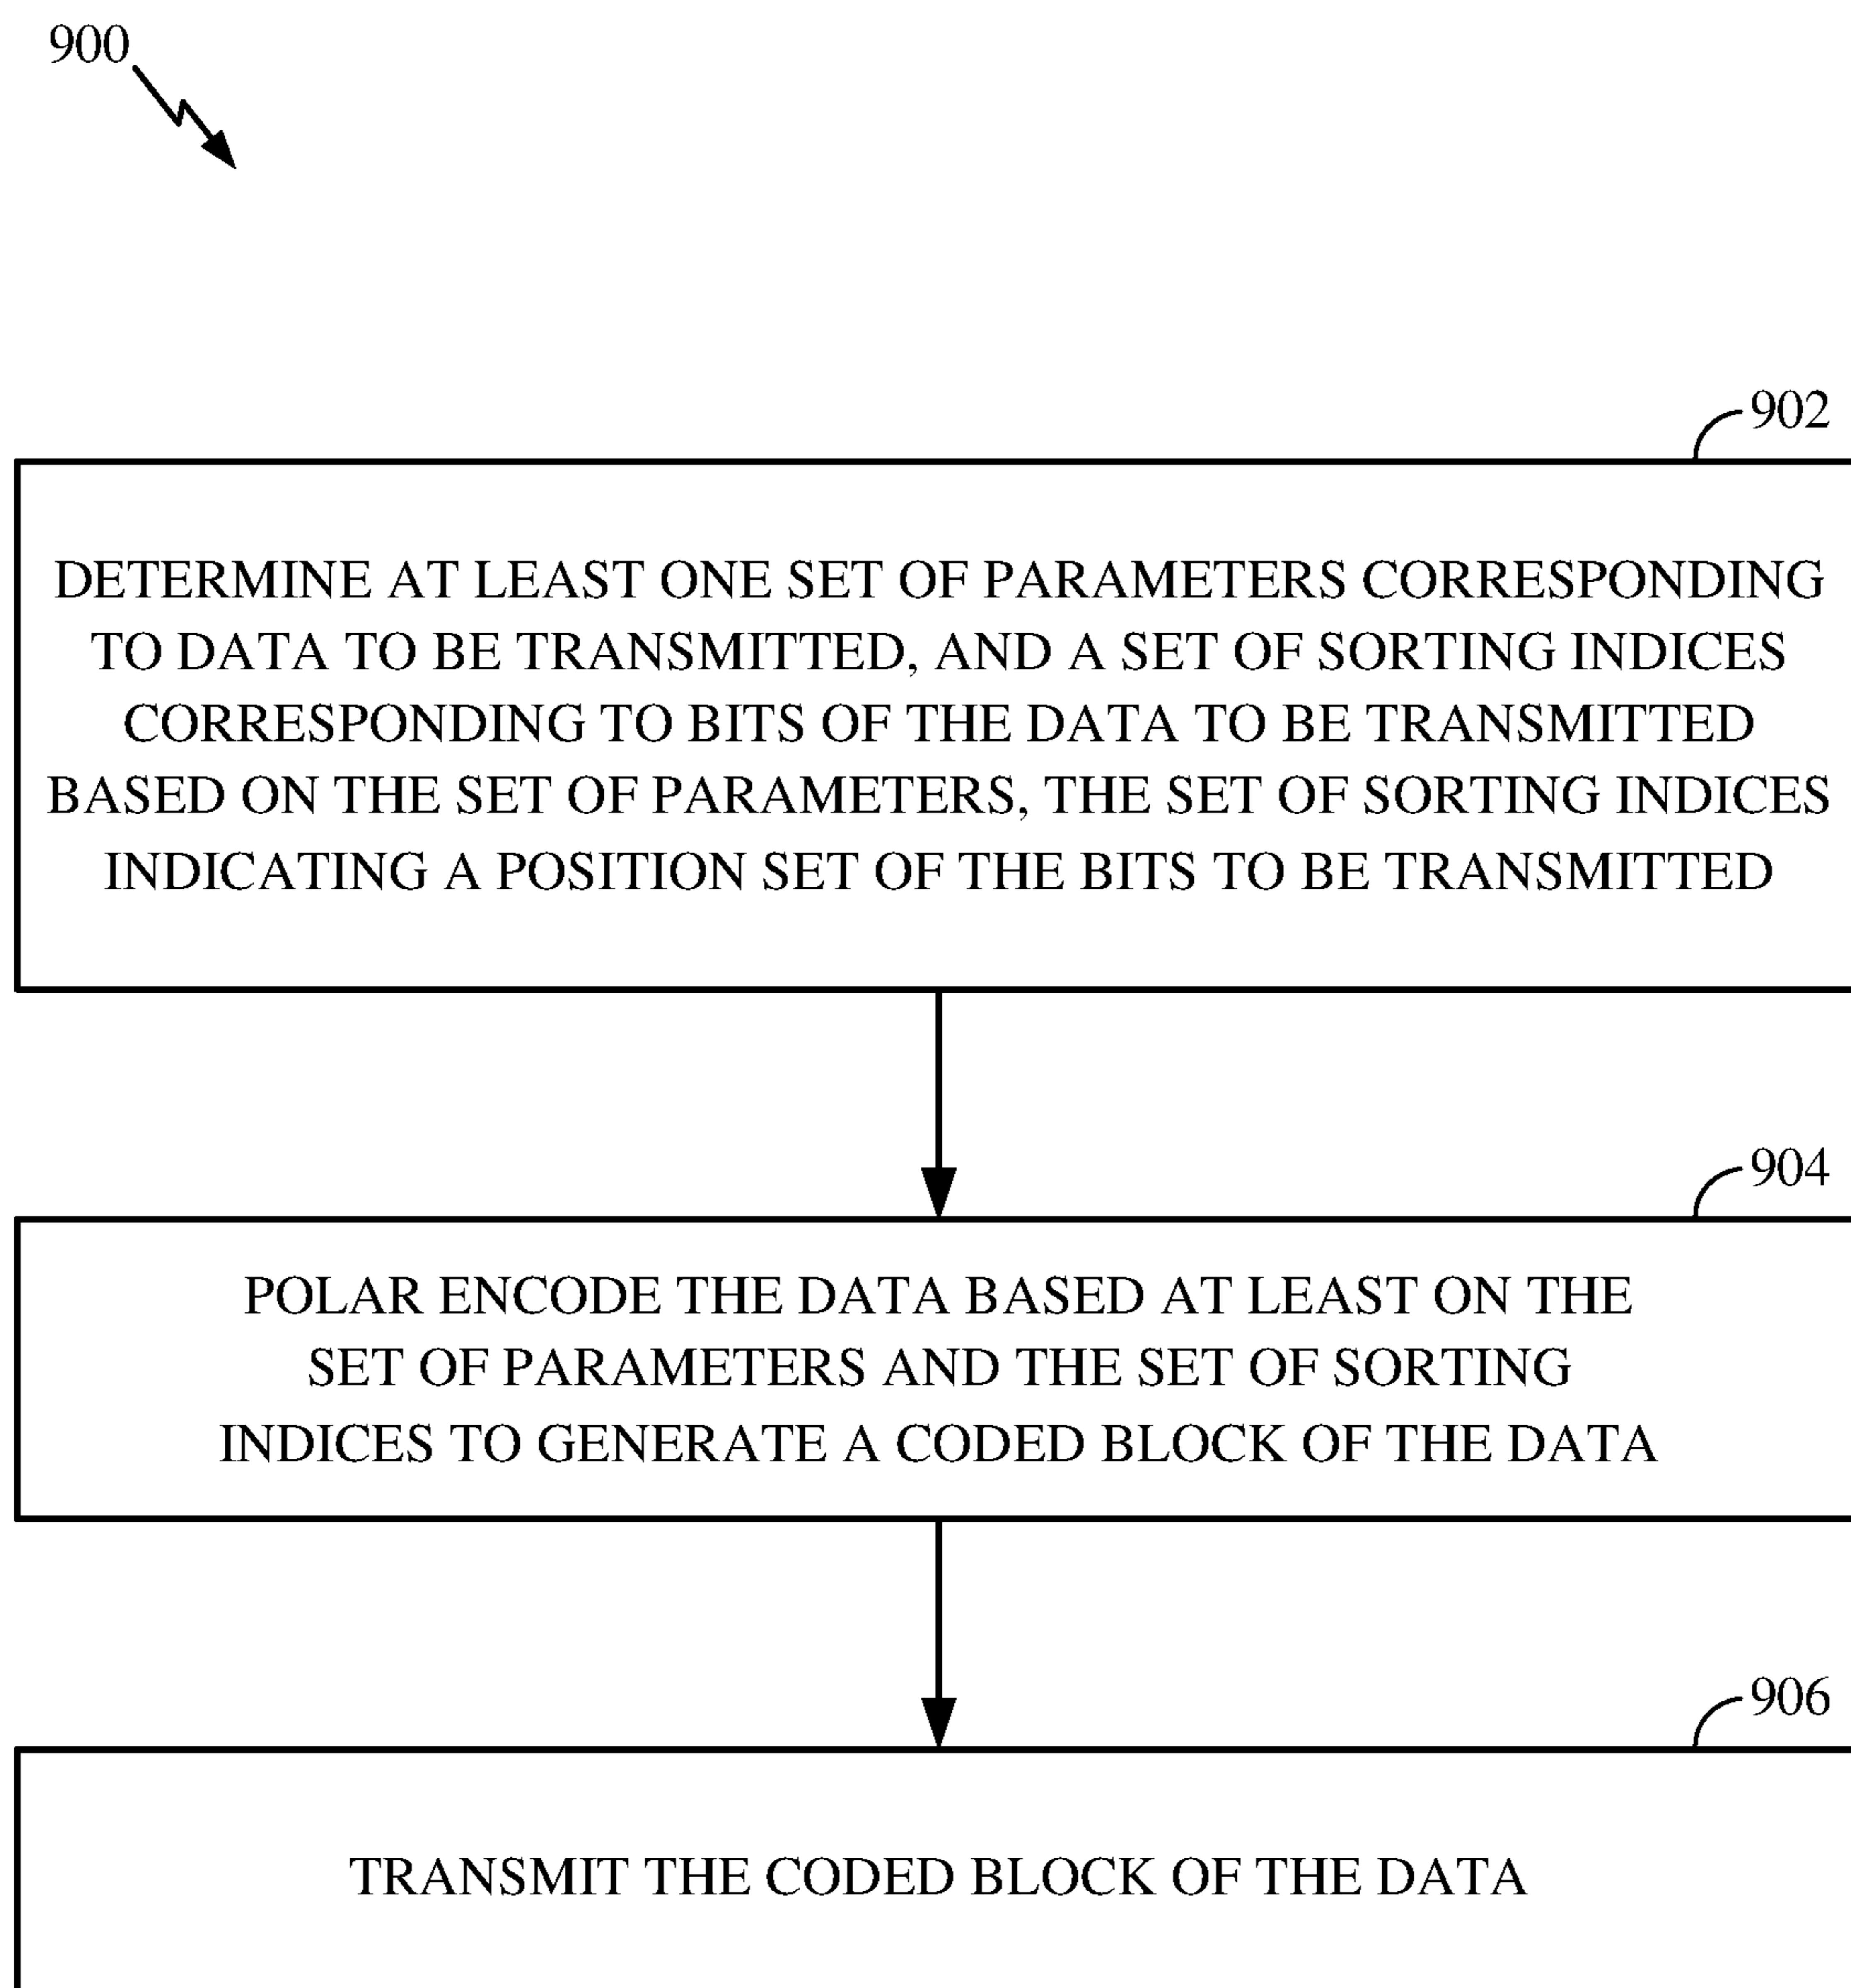 900
902
DETERMINE AT LEAST ONE SET OF PARAMETERS CORRESPONDING
TO DATA TO BE TRANSMITTED, AND A SET OF SORTING INDICES
CORRESPONDING TO BITS OF THE DATA TO BE TRANSMITTED
BASED ON THE SET OF PARAMETERS, THE SET OF SORTING INDICES
INDICATING A POSITION SET OF THE BITS TO BE TRANSMITTED
904
POLAR ENCODE THE DATA BASED AT LEAST ON THE
SET OF PARAMETERS AND THE SET OF SORTING
INDICES TO GENERATE A CODED BLOCK OF THE DATA
906
TRANSMIT THE CODED BLOCK OF THE DATA